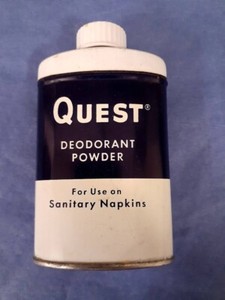 QUEST®
DEODORANT
POWDER
For Use on
Sanitary Napkins